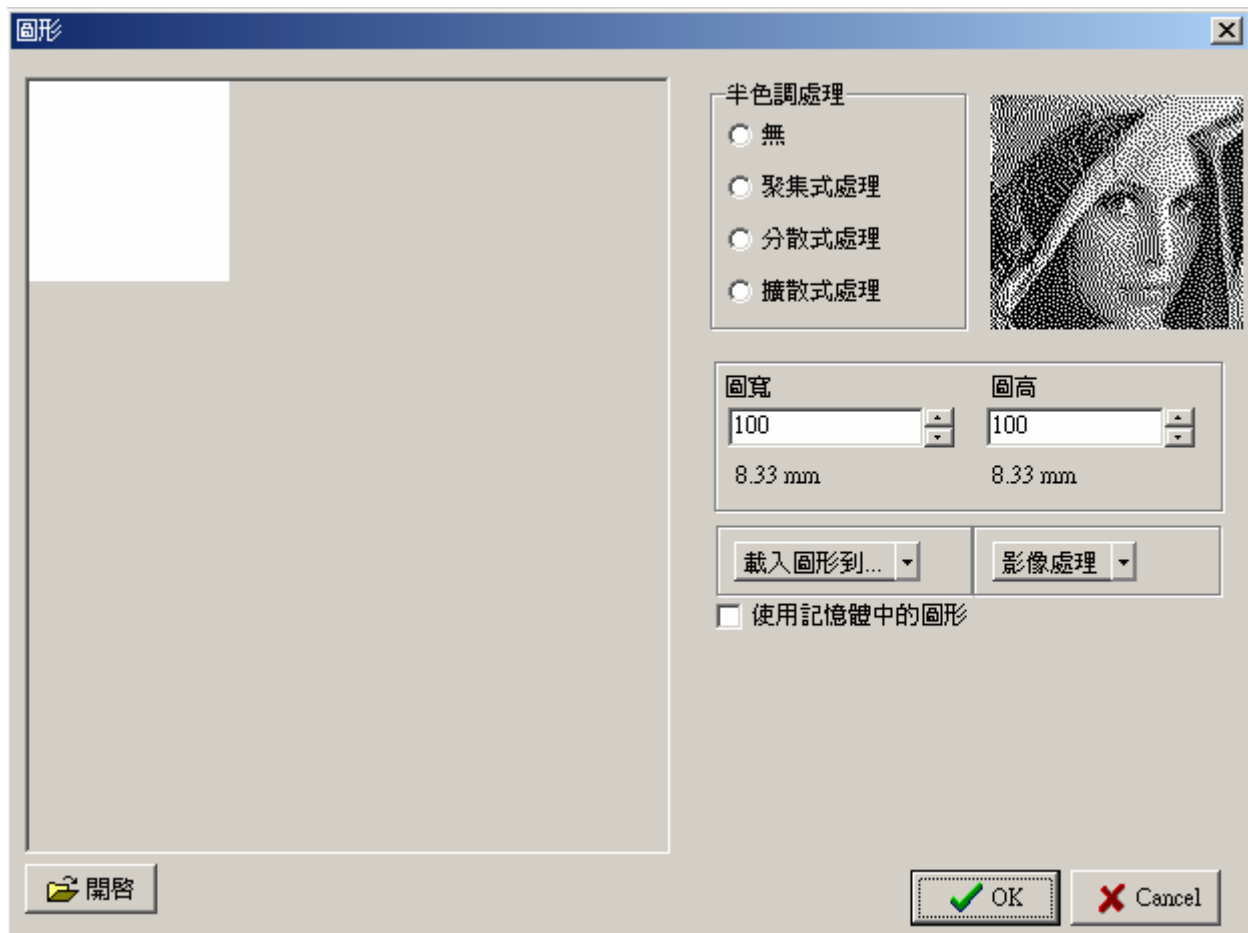 圖形
半色調處理
無
聚集式處理
分散式處理
擴散式處理
圖寬
圖高
100
100
8.33 mm
8.33 mm
載入圖形到...
影像處理
使用記憶體中的圖形
開啓
OK
Cancel